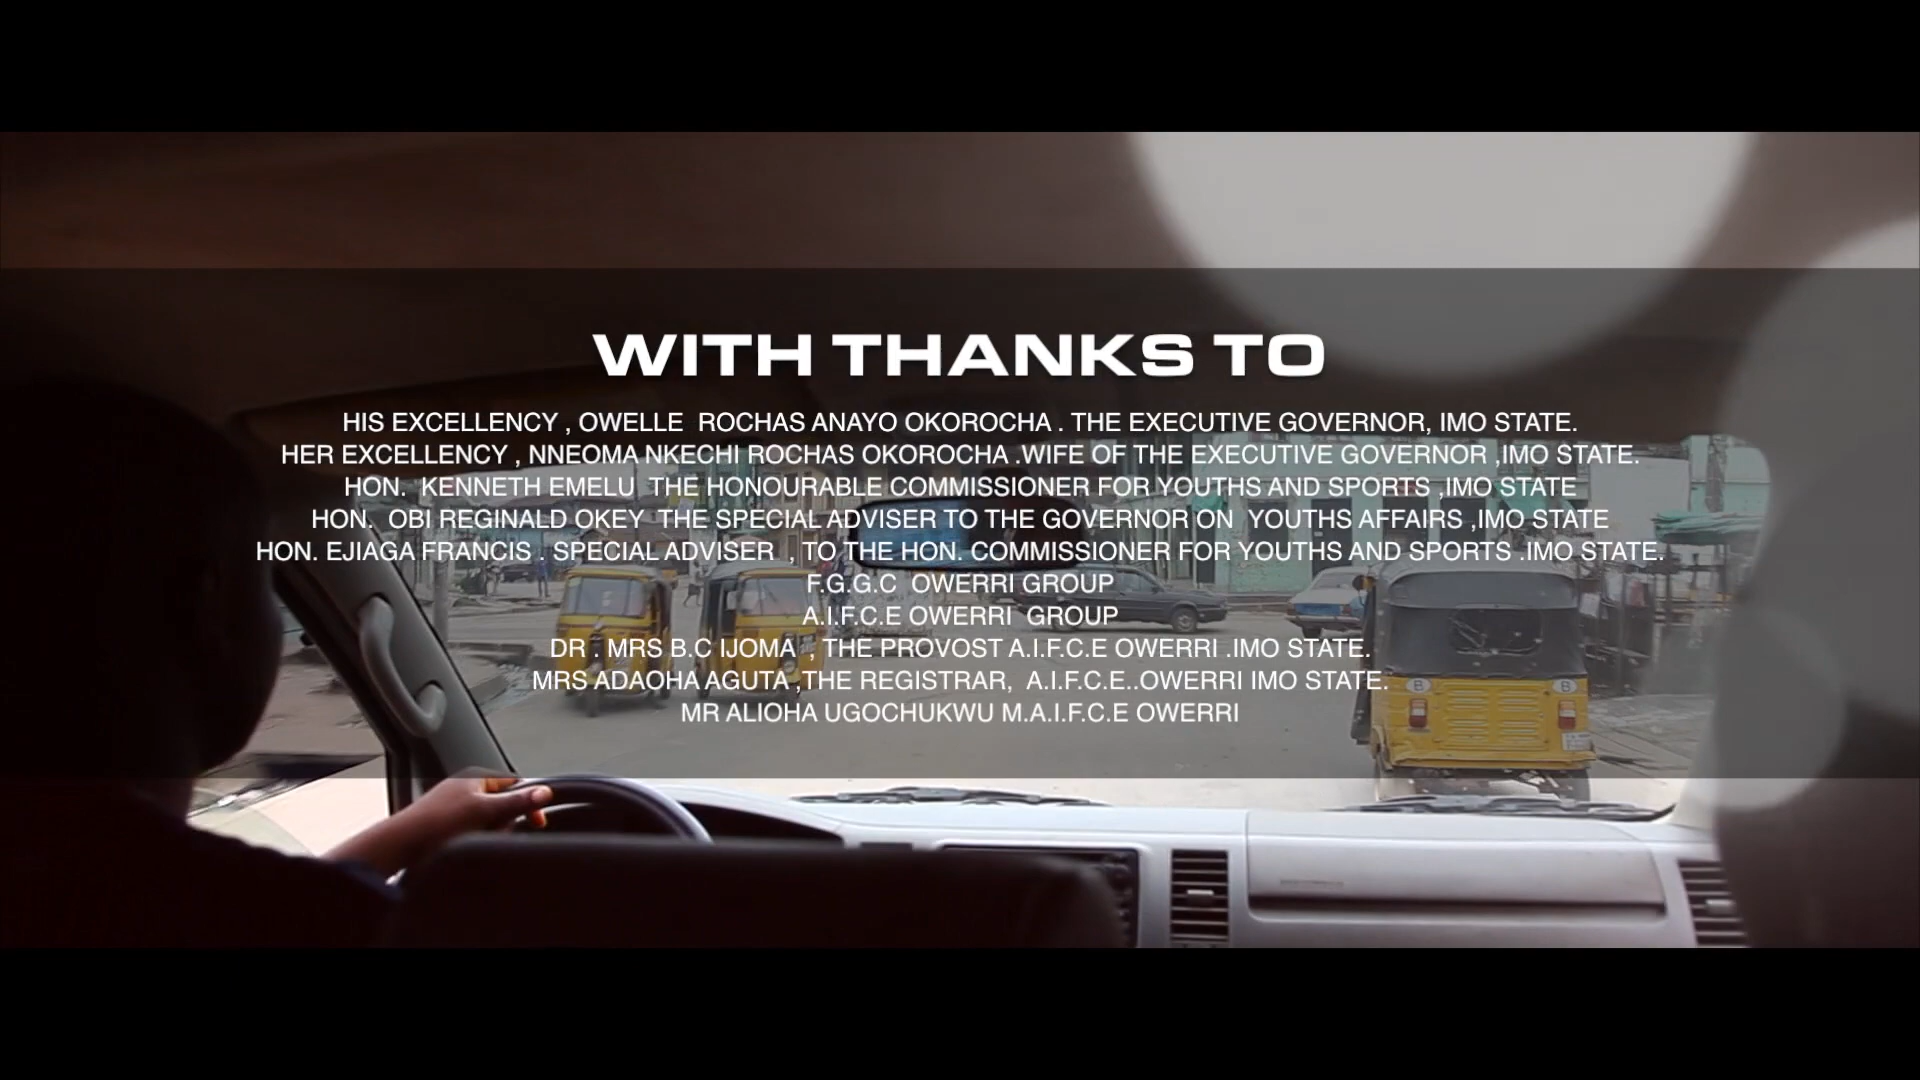 WITH THANKS TO
HIS EXCELLENCY , OWELLE ROCHAS ANAYO OKOROCHA . THE EXECUTIVE GOVERNOR, IMO STATE.
HER EXCELLENCY , NNEOMA NKECHI ROCHAS OKOROCHA .WIFE OF THE EXECUTIVE GOVERNOR ,IMO STATE.
HON. KENNETH EMELU THE HONOURABLE COMMISSIONER FOR YOUTHS AND SPORTS ,IMO STATE
HON. OBI REGINALD OKEY THE SPECIAL ADVISER TO THE GOVERNOR ON YOUTHS AFFAIRS ,IMO STATE
HON. EJIAGA FRANCIS . SPECIAL ADVISER , TO THE HON. COMMISSIONER FOR YOUTHS AND SPORTS .IMO STATE.
F.G.G.C OWERRI GROUP
A.I.F.C.E OWERRI GROUP
DR . MRS B.C IJOMA , THE PROVOST A.I.F.C.E OWERRI .IMO STATE.
MRS ADAOHA AGUTA ,THE REGISTRAR, A.I.F.C.E..OWERRI IMO STATE.
MR ALIOHA UGOCHUKWU M.A.I.F.C.E OWERRI
B B